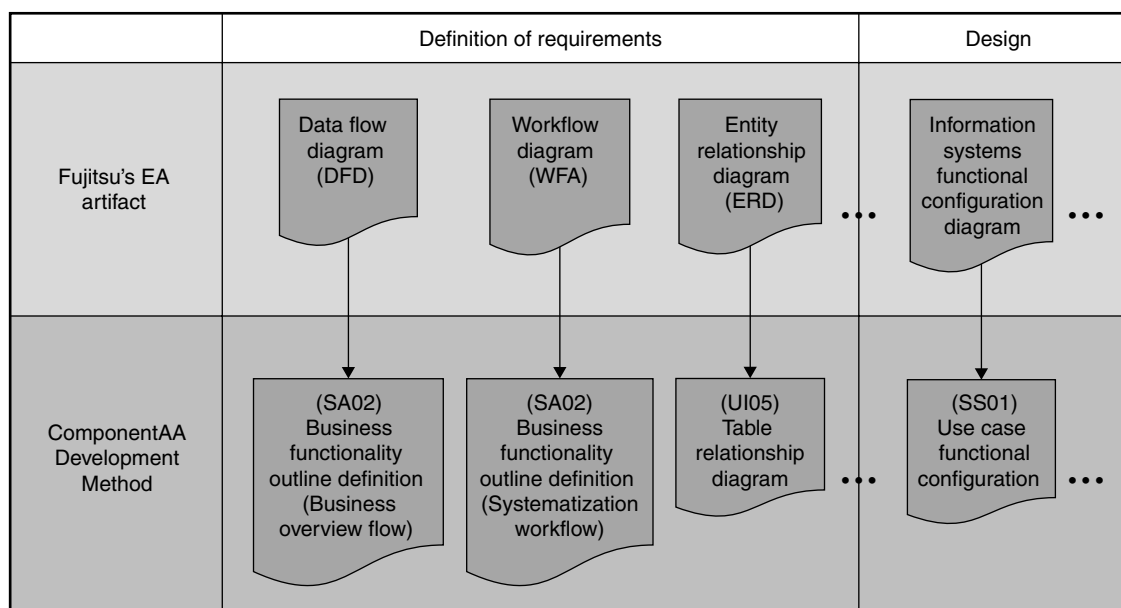 Definition of requirements
Design
Fujitsu's EA
artifact
Data flow
diagram
(DFD)
Workflow
diagram
(WFA)
Entity
relationship
diagram
(ERD)
•••
Information
systems
functional
configuration
diagram
•••
ComponentAA
Development
Method
(SA02)
Business
functionality
outline definition
(Business
overview flow)
(SA02)
Business
functionality
outline definition
(Systematization
workflow)
(UI05)
Table
relationship
diagram
•••
(SS01)
Use case
functional
configuration
•••